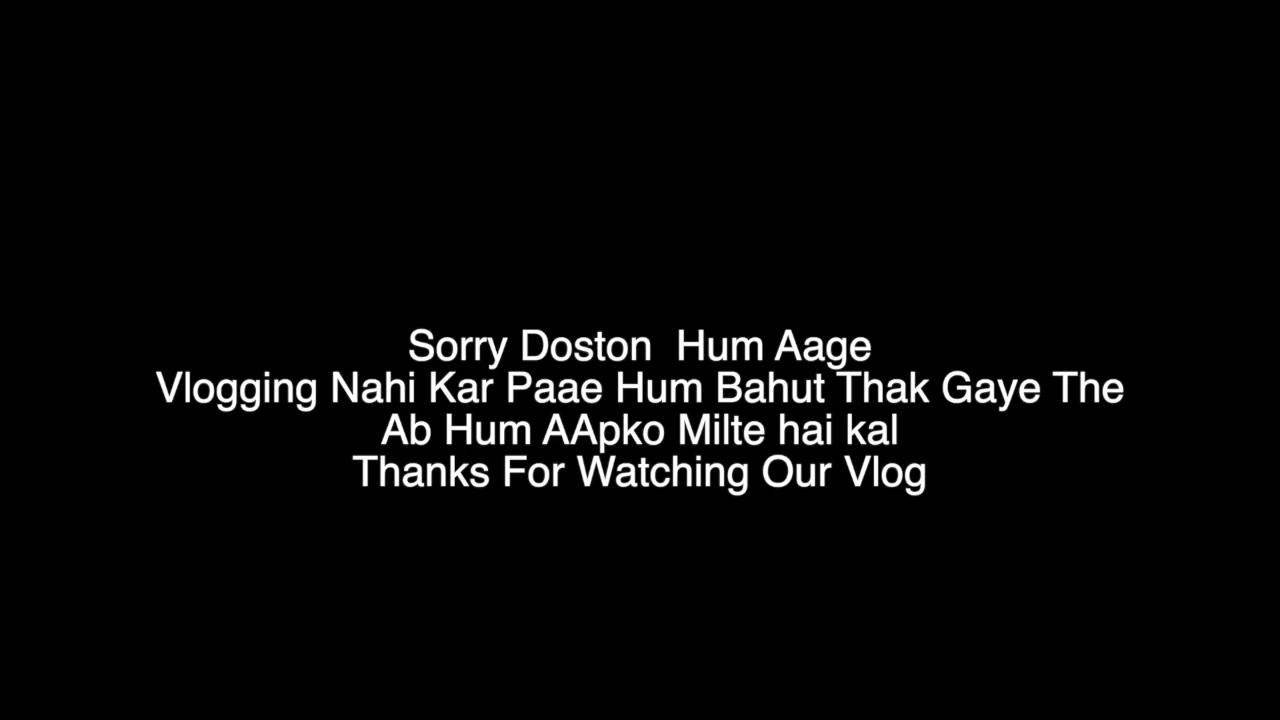 Sorry Doston  Hum Aage
Vlogging Nahi Kar Paae Hum Bahut Thak Gaye The
Ab Hum AApko Milte hai kal
Thanks For Watching Our Vlog